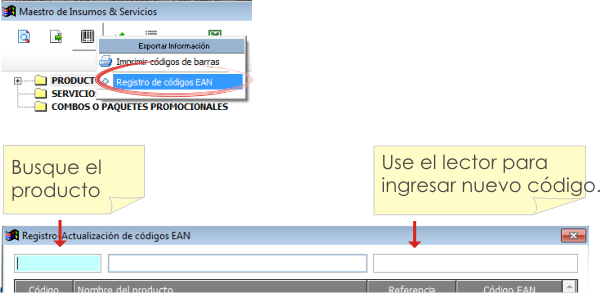 Maestro de Insumos & Servicios
Exportar Información
Imprimir códigos de barras
Registro de códigos EAN
PRODUCT
SERVICIOS
COMBOS O PAQUETES PROMOCIONALES
Busque el
producto
Use el lector para
ingresar nuevo código.
Registro-Actualización de códigos EAN
Código Nombre del producto Referencia Código EAN